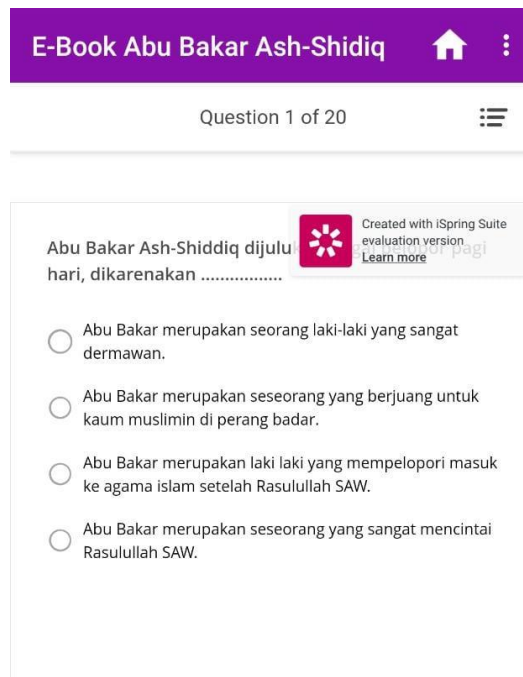 E-Book Abu Bakar Ash-Shidiq
Question 1 of 20
Created with iSpring Suite
evaluation version
Learn more
Abu Bakar Ash-Shiddiq dijuluk pelopor pagi
hari, dikarenakan .................
Abu Bakar merupakan seorang laki-laki yang sangat
dermawan.
Abu Bakar merupakan seseorang yang berjuang untuk
kaum muslimin di perang badar.
Abu Bakar merupakan laki laki yang mempelopori masuk
ke agama islam setelah Rasulullah SAW.
Abu Bakar merupakan seseorang yang sangat mencintai
Rasulullah SAW.